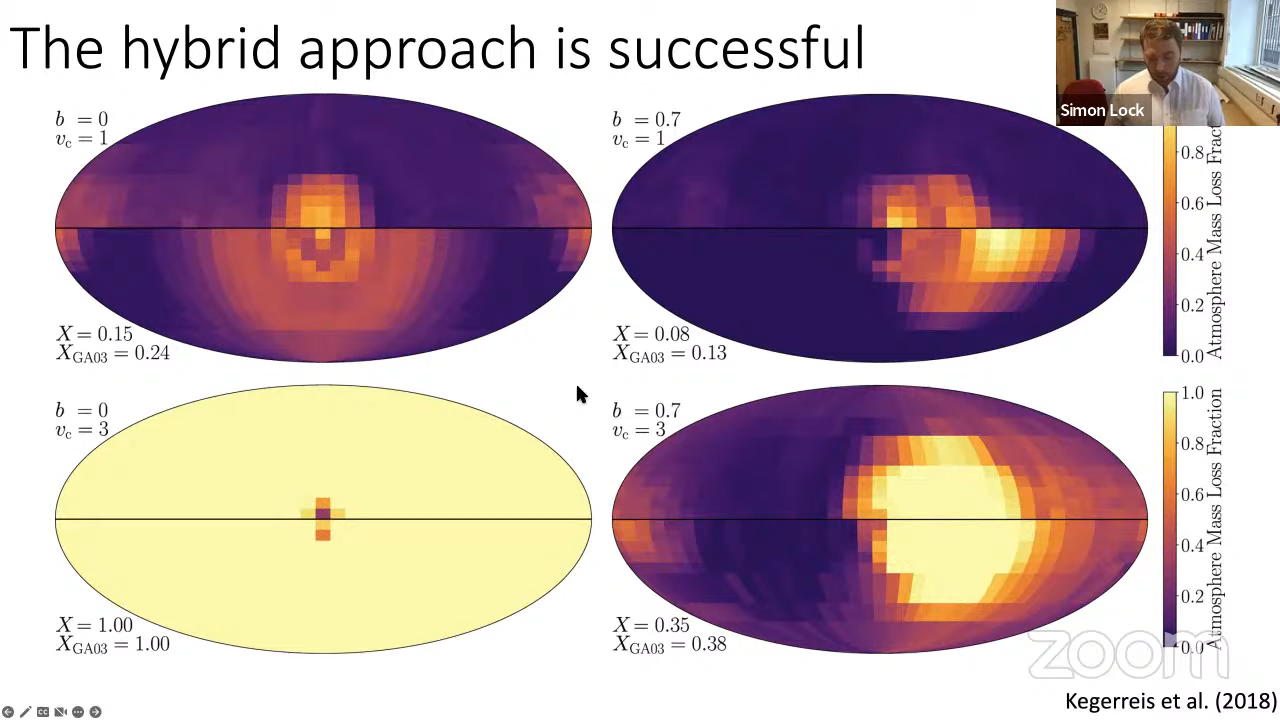 The hybrid approach is successful
Simon Lock
b = 0
v_c = 1
X = 0.15
X_GA03 = 0.24
b = 0.7
v_c = 1
X = 0.08
X_GA03 = 0.13
0.8
0.6
0.4
0.2
0.0
Atmosphere Mass Loss Fract
b = 0
v_c = 3
X = 1.00
X_GA03 = 1.00
b = 0.7
v_c = 3
X = 0.35
X_GA03 = 0.38
1.0
0.8
0.6
0.4
0.2
0.0
Atmosphere Mass Loss Fraction
zoom
Kegerreis et al. (2018)
CC